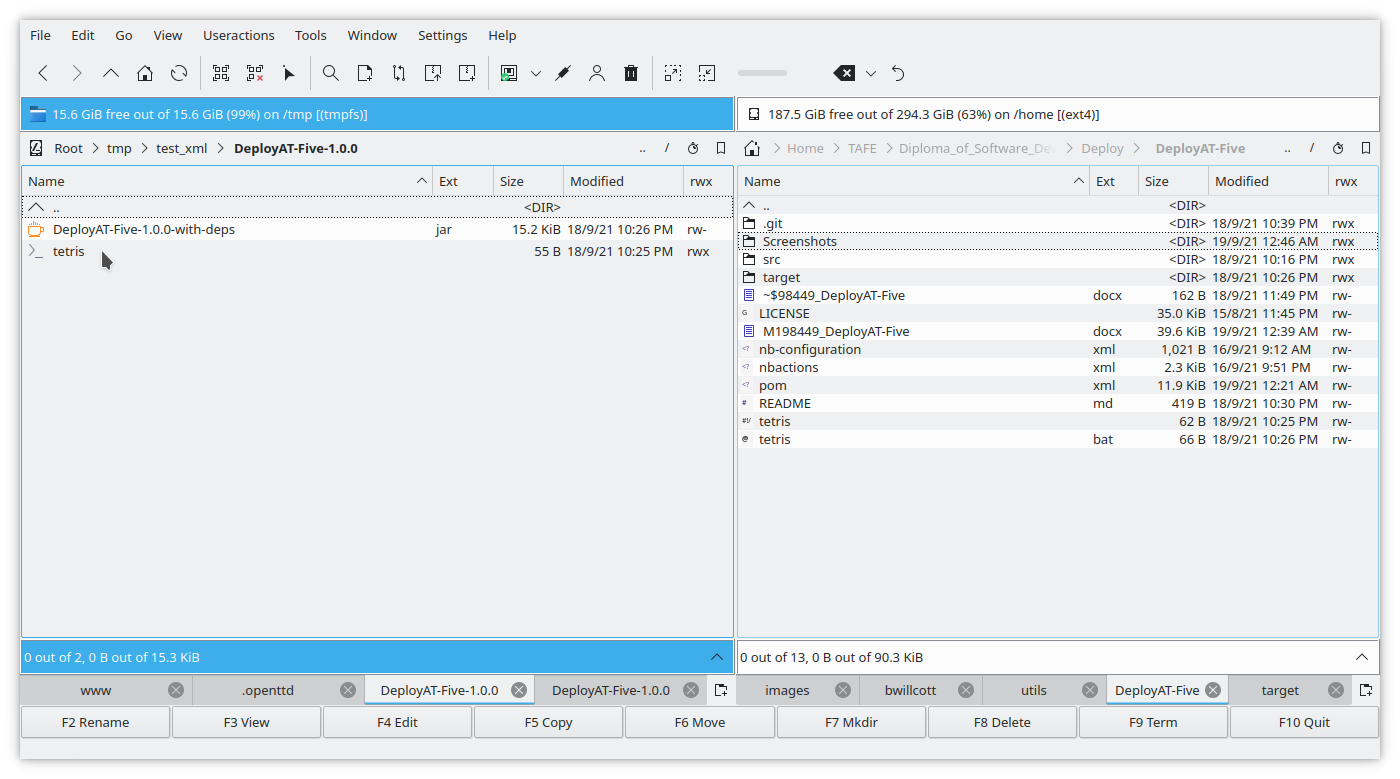 File Edit Go View Useractions Tools Window Settings Help
15.6 GiB free out of 15.6 GiB (99%) on /tmp [(tmpfs)]
187.5 GiB free out of 294.3 GiB (63%) on /home [(ext4)]
Root > tmp > test_xml > DeployAT-Five-1.0.0 .. /
Home > TAFE > Diploma_of_Software_De > Deploy > DeployAT-Five .. /
Name Ext Size Modified rwx
.. <DIR>
DeployAT-Five-1.0.0-with-deps jar 15.2 KiB 18/9/21 10:26 PM rw-
tetris 55 B 18/9/21 10:25 PM rwx
Name Ext Size Modified rwx
.. <DIR>
.git <DIR> 18/9/21 10:39 PM rwx
Screenshots <DIR> 19/9/21 12:46 AM rwx
src <DIR> 18/9/21 10:16 PM rwx
target <DIR> 18/9/21 10:26 PM rwx
~$98449_DeployAT-Five docx 162 B 18/9/21 11:49 PM rw-
LICENSE 35.0 KiB 15/8/21 11:45 PM rw-
M198449_DeployAT-Five docx 39.6 KiB 19/9/21 12:39 AM rw-
nb-configuration xml 1,021 B 16/9/21 9:12 AM rw-
nbactions xml 2.3 KiB 16/9/21 9:51 PM rw-
pom xml 11.9 KiB 19/9/21 12:21 AM rw-
README md 419 B 18/9/21 10:30 PM rw-
tetris 62 B 18/9/21 10:25 PM rw-
tetris bat 66 B 18/9/21 10:26 PM rw-
0 out of 2, 0 B out of 15.3 KiB
0 out of 13, 0 B out of 90.3 KiB
www .openttd DeployAT-Five-1.0.0 DeployAT-Five-1.0.0
images bwillcott utils DeployAT-Five target
F2 Rename F3 View F4 Edit F5 Copy F6 Move F7 Mkdir F8 Delete F9 Term F10 Quit